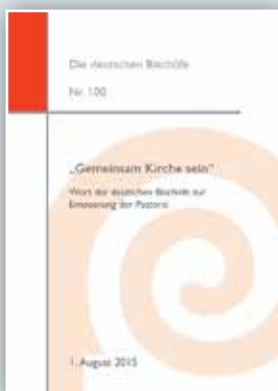 Die deutschen Bischöfe
Nr. 100
„Gemeinsam Kirche sein“
Wort der deutschen Bischöfe zur
Erneuerung der Pastoral
1. August 2015